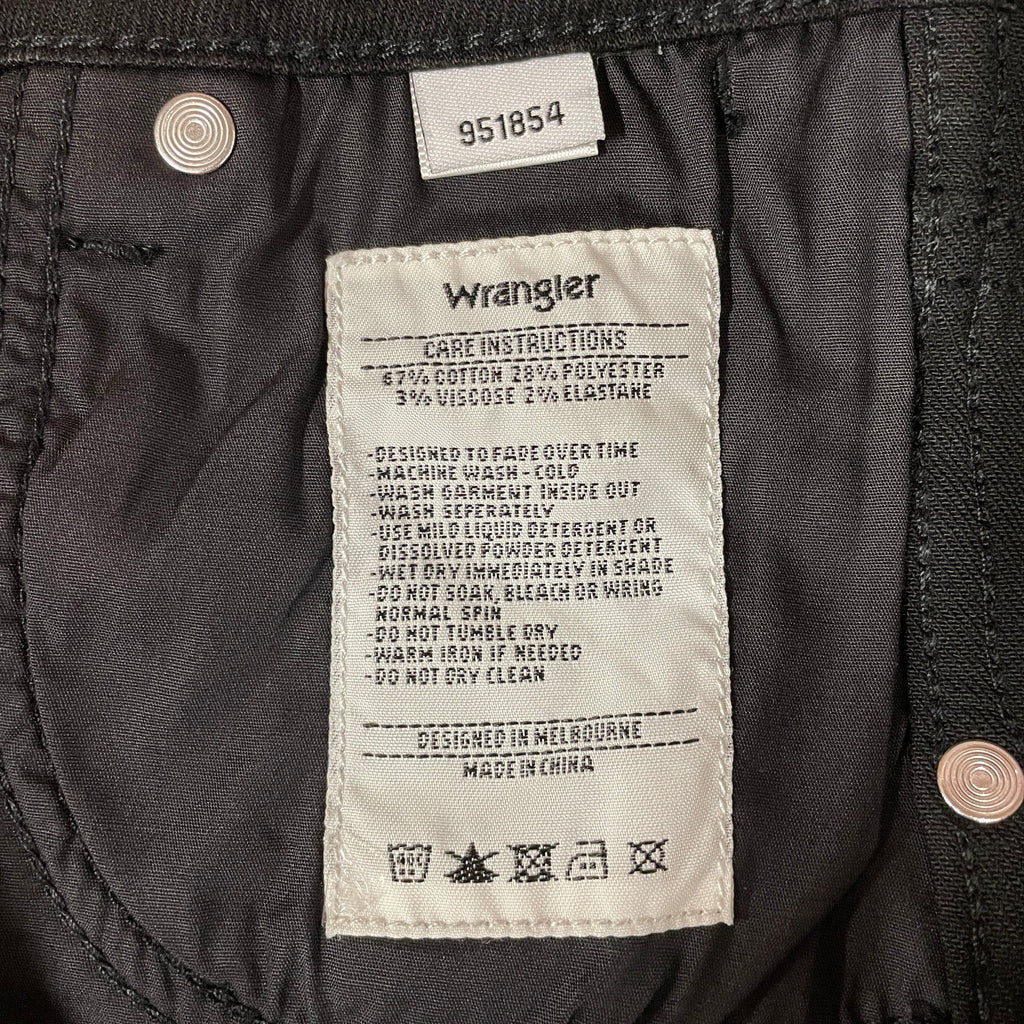 951854
Wrangler
CARE INSTRUCTIONS
67% COTTON 28% POLYESTER
3% VISCOSE 2% ELASTANE
-DESIGNED TO FADE OVER TIME
-MACHINE WASH - COLD
-WASH GARMENT INSIDE OUT
-WASH SEPERATELY
-USE MILD LIQUID DETERGENT OR
DISSOLVED POWDER DETERGENT
-WET DRY IMMEDIATELY IN SHADE
-DO NOT SOAK, BLEACH OR WRING
NORMAL SPIN
-DO NOT TUMBLE DRY
-WARM IRON IF NEEDED
-DO NOT DRY CLEAN
DESIGNED IN MELBOURNE
MADE IN CHINA